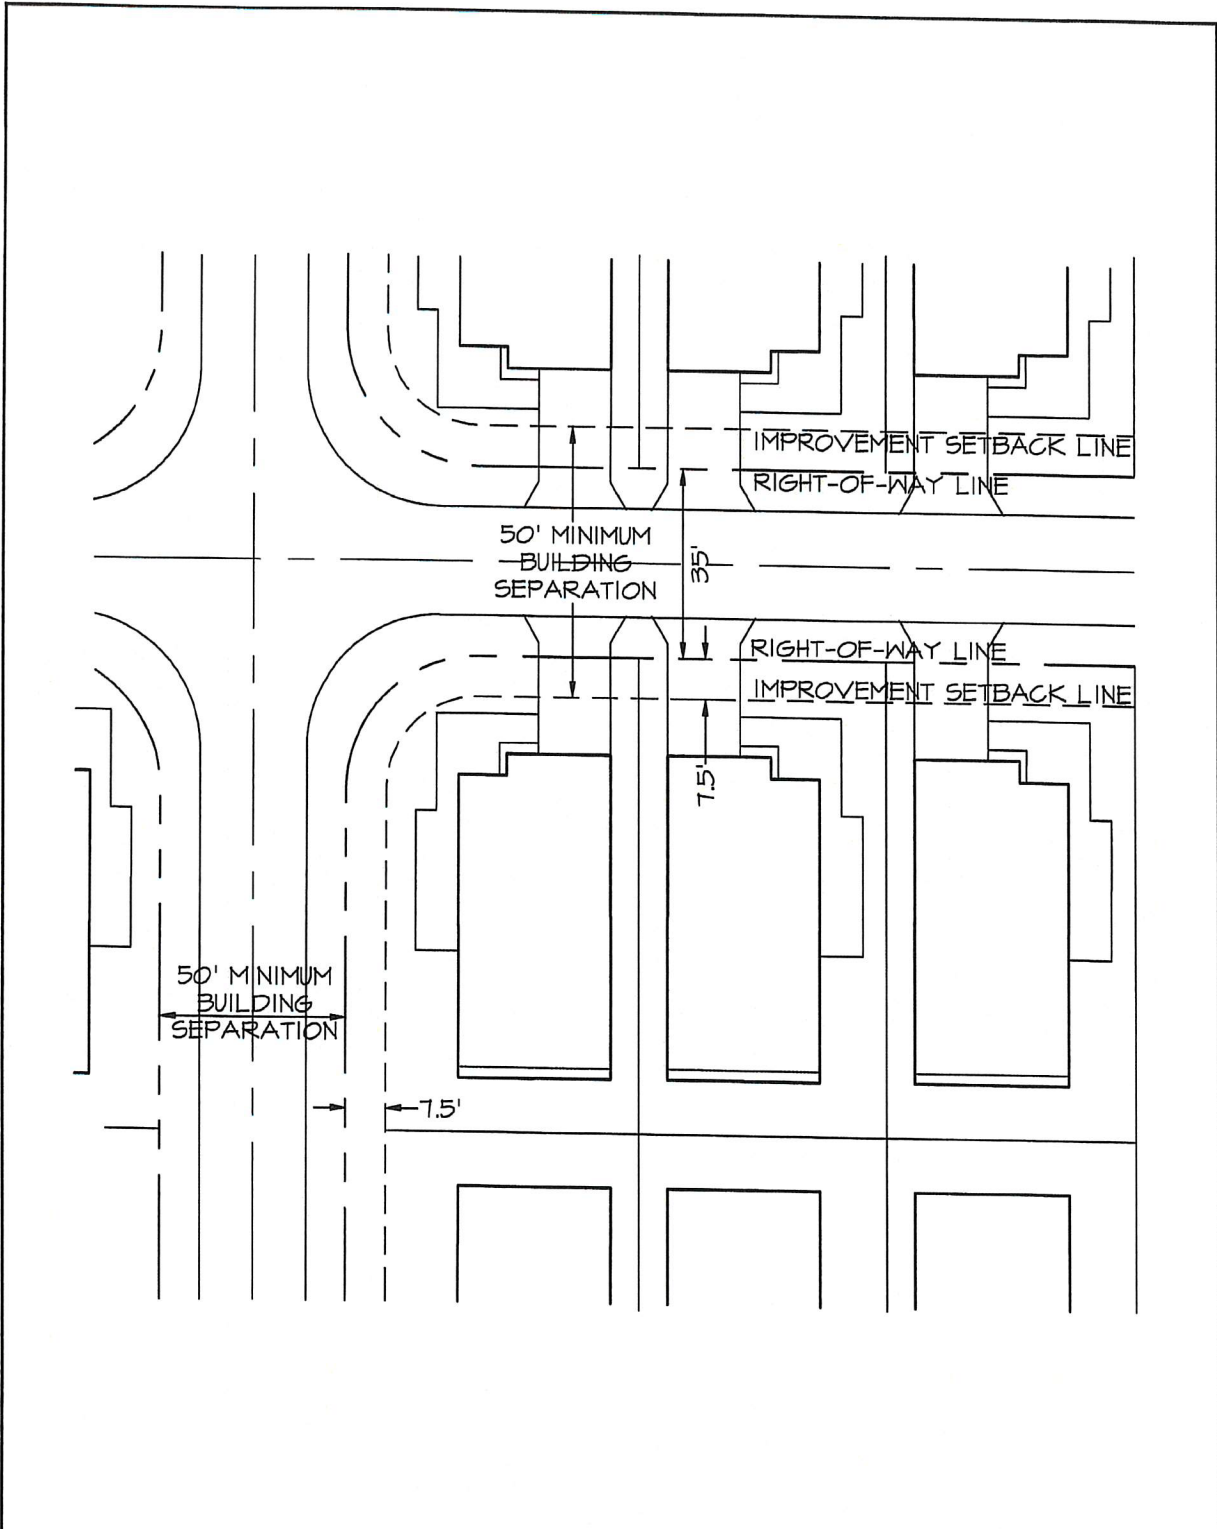 IMPROVEMENT SETBACK LINE
RIGHT-OF-WAY LINE
50' MINIMUM
BUILDING
SEPARATION
35'
RIGHT-OF-WAY LINE
IMPROVEMENT SETBACK LINE
7.5'
50' MINIMUM
BUILDING
SEPARATION
7.5'